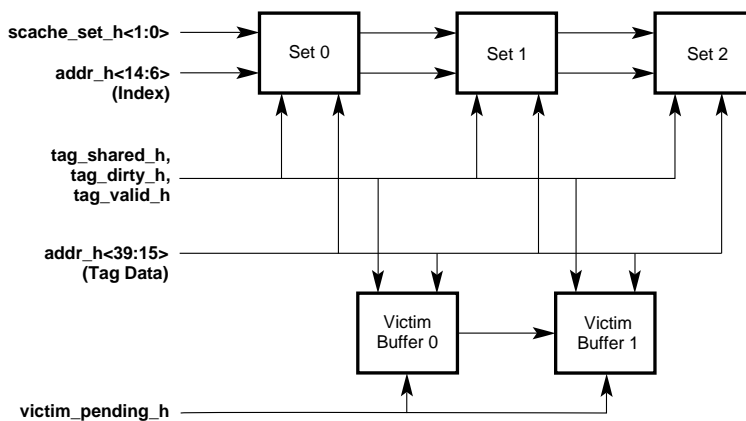 scache_set_h<1:0>
Set 0
Set 1
Set 2
addr_h<14:6>
(Index)
tag_shared_h,
tag_dirty_h,
tag_valid_h
addr_h<39:15>
(Tag Data)
Victim
Buffer 0
Victim
Buffer 1
victim_pending_h